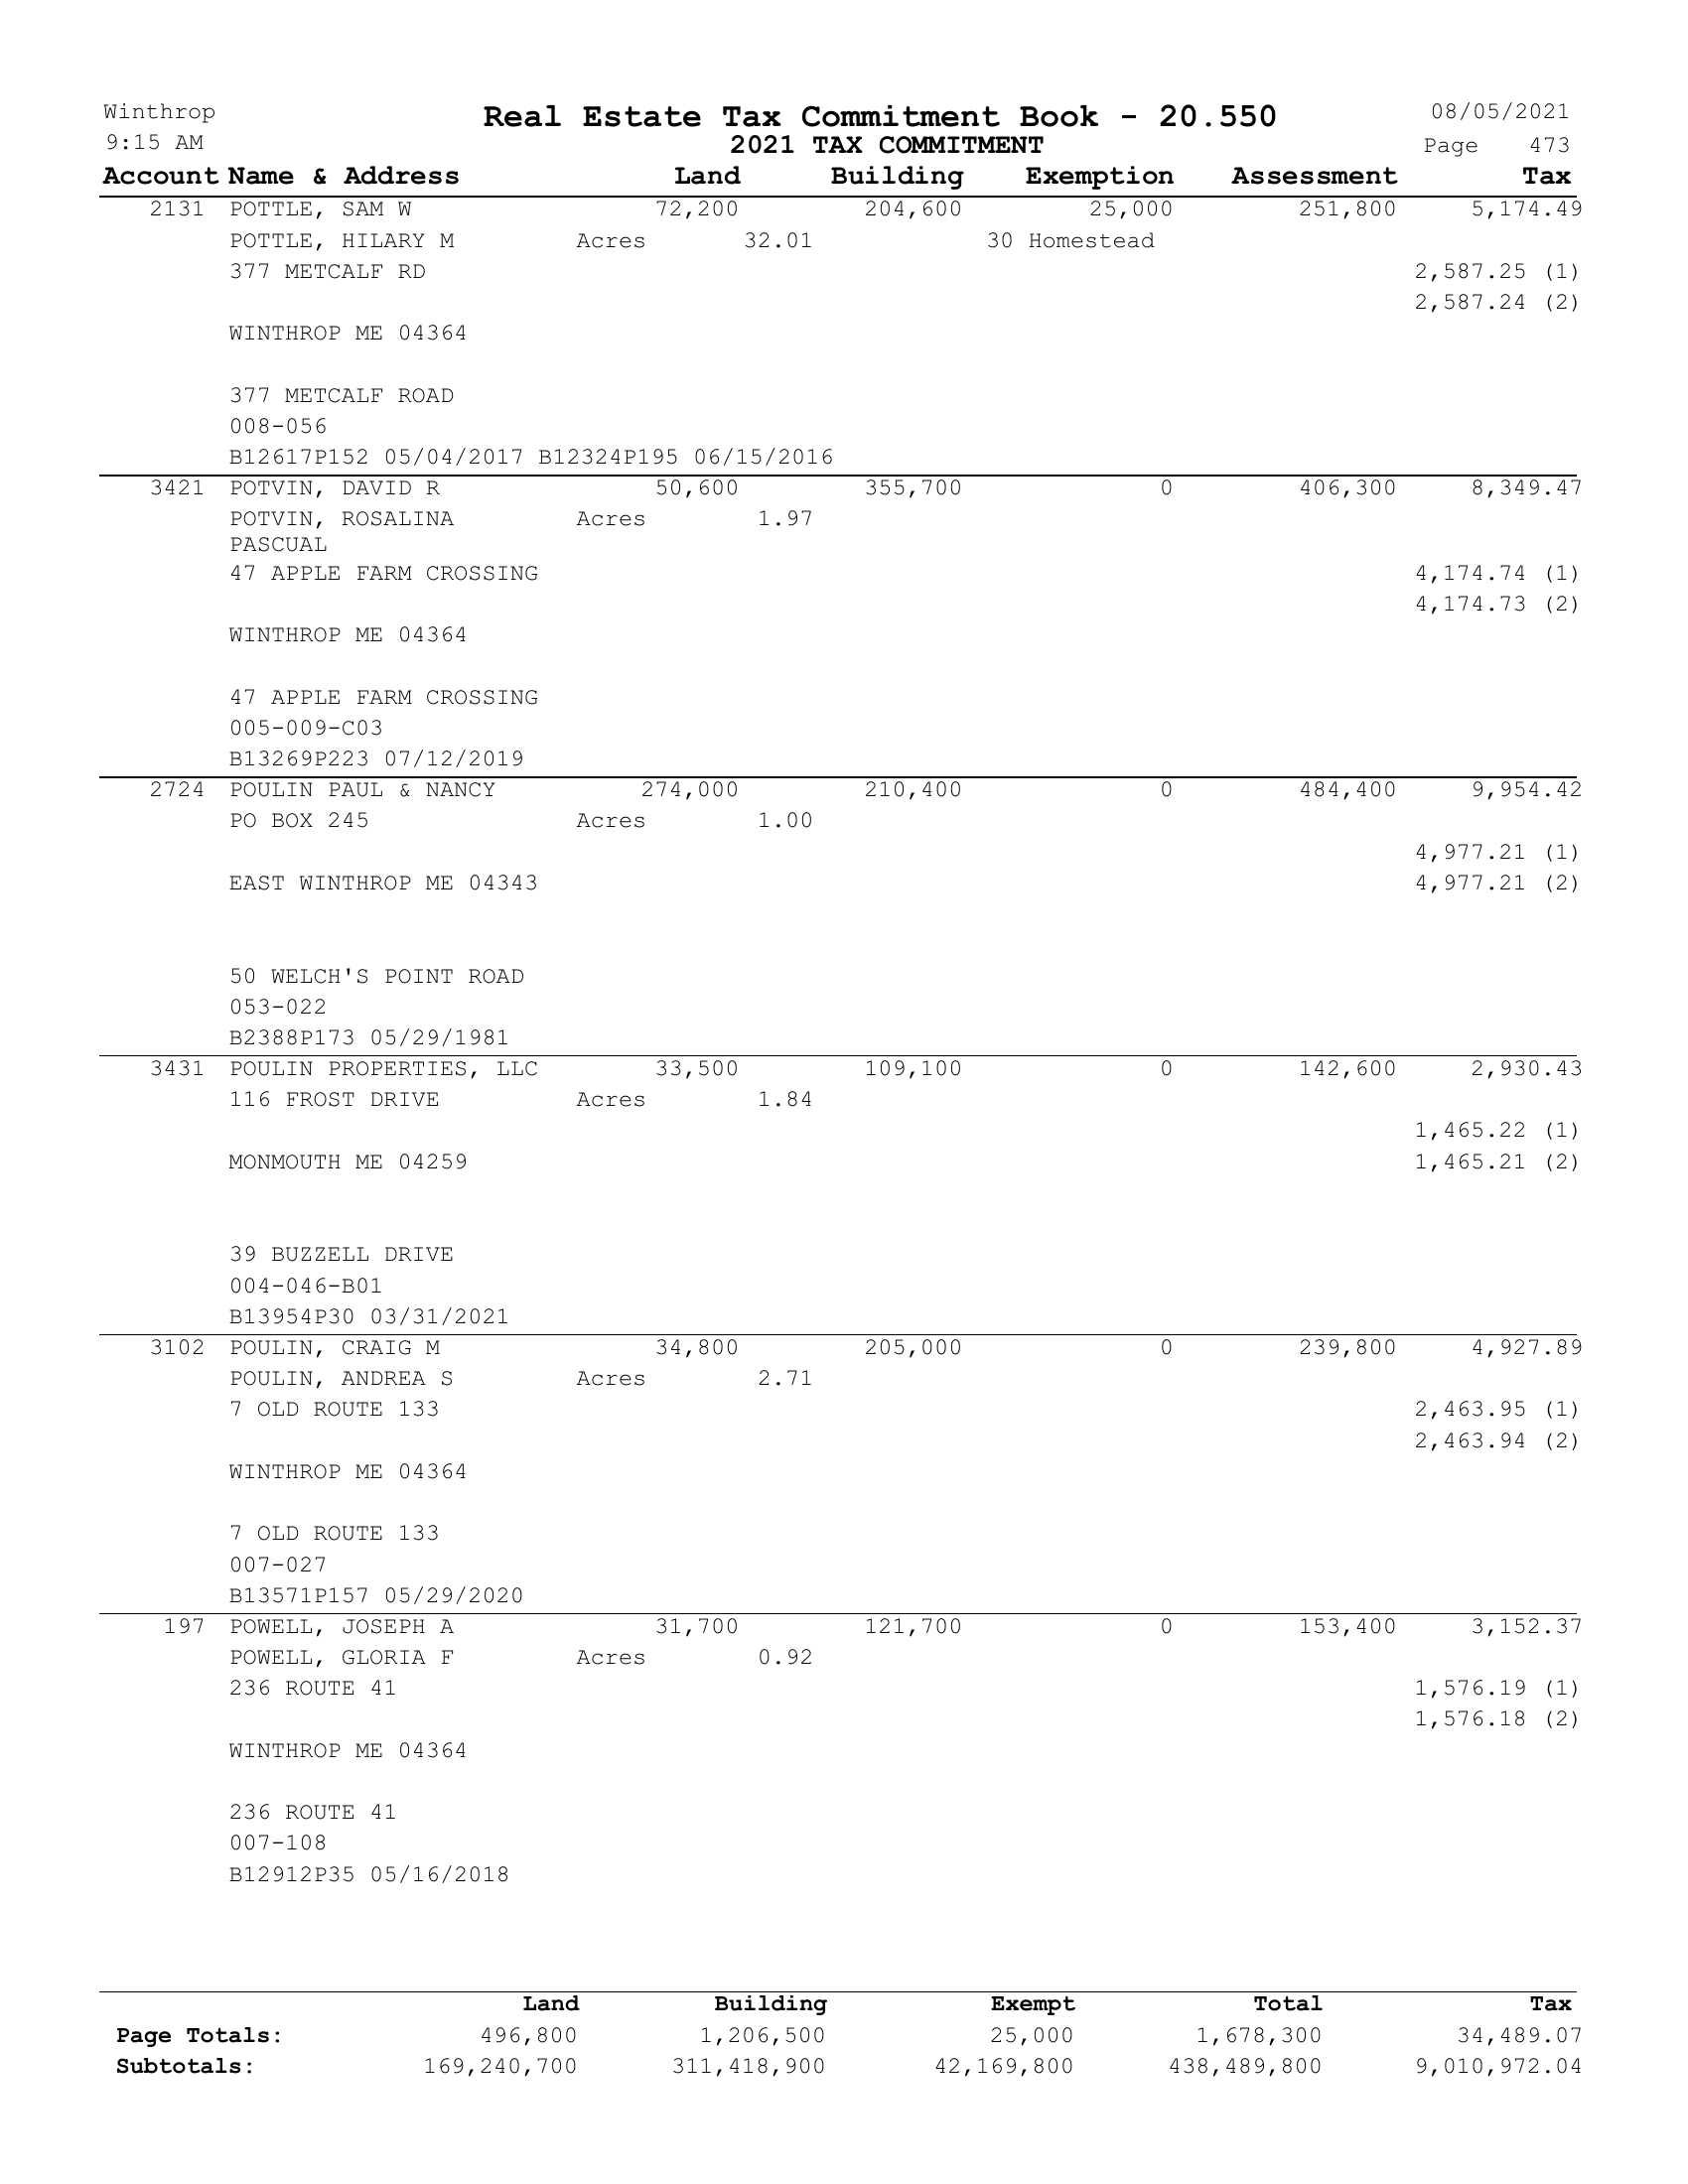 Winthrop Real Estate Tax Commitment Book - 20.550 08/05/2021
9:15 AM 2021 TAX COMMITMENT Page 473
Account Name & Address Land Building Exemption Assessment Tax
2131 POTTLE, SAM W 72,200 204,600 25,000 251,800 5,174.49
POTTLE, HILARY M Acres 32.01 30 Homestead
377 METCALF RD 2,587.25 (1)
2,587.24 (2)
WINTHROP ME 04364
377 METCALF ROAD
008-056
B12617P152 05/04/2017 B12324P195 06/15/2016
3421 POTVIN, DAVID R 50,600 355,700 0 406,300 8,349.47
POTVIN, ROSALINA Acres 1.97
PASCUAL
47 APPLE FARM CROSSING 4,174.74 (1)
4,174.73 (2)
WINTHROP ME 04364
47 APPLE FARM CROSSING
005-009-C03
B13269P223 07/12/2019
2724 POULIN PAUL & NANCY 274,000 210,400 0 484,400 9,954.42
PO BOX 245 Acres 1.00
4,977.21 (1)
EAST WINTHROP ME 04343 4,977.21 (2)
50 WELCH'S POINT ROAD
053-022
B2388P173 05/29/1981
3431 POULIN PROPERTIES, LLC 33,500 109,100 0 142,600 2,930.43
116 FROST DRIVE Acres 1.84
1,465.22 (1)
MONMOUTH ME 04259 1,465.21 (2)
39 BUZZELL DRIVE
004-046-B01
B13954P30 03/31/2021
3102 POULIN, CRAIG M 34,800 205,000 0 239,800 4,927.89
POULIN, ANDREA S Acres 2.71
7 OLD ROUTE 133 2,463.95 (1)
2,463.94 (2)
WINTHROP ME 04364
7 OLD ROUTE 133
007-027
B13571P157 05/29/2020
197 POWELL, JOSEPH A 31,700 121,700 0 153,400 3,152.37
POWELL, GLORIA F Acres 0.92
236 ROUTE 41 1,576.19 (1)
1,576.18 (2)
WINTHROP ME 04364
236 ROUTE 41
007-108
B12912P35 05/16/2018
Land Building Exempt Total Tax
Page Totals: 496,800 1,206,500 25,000 1,678,300 34,489.07
Subtotals: 169,240,700 311,418,900 42,169,800 438,489,800 9,010,972.04